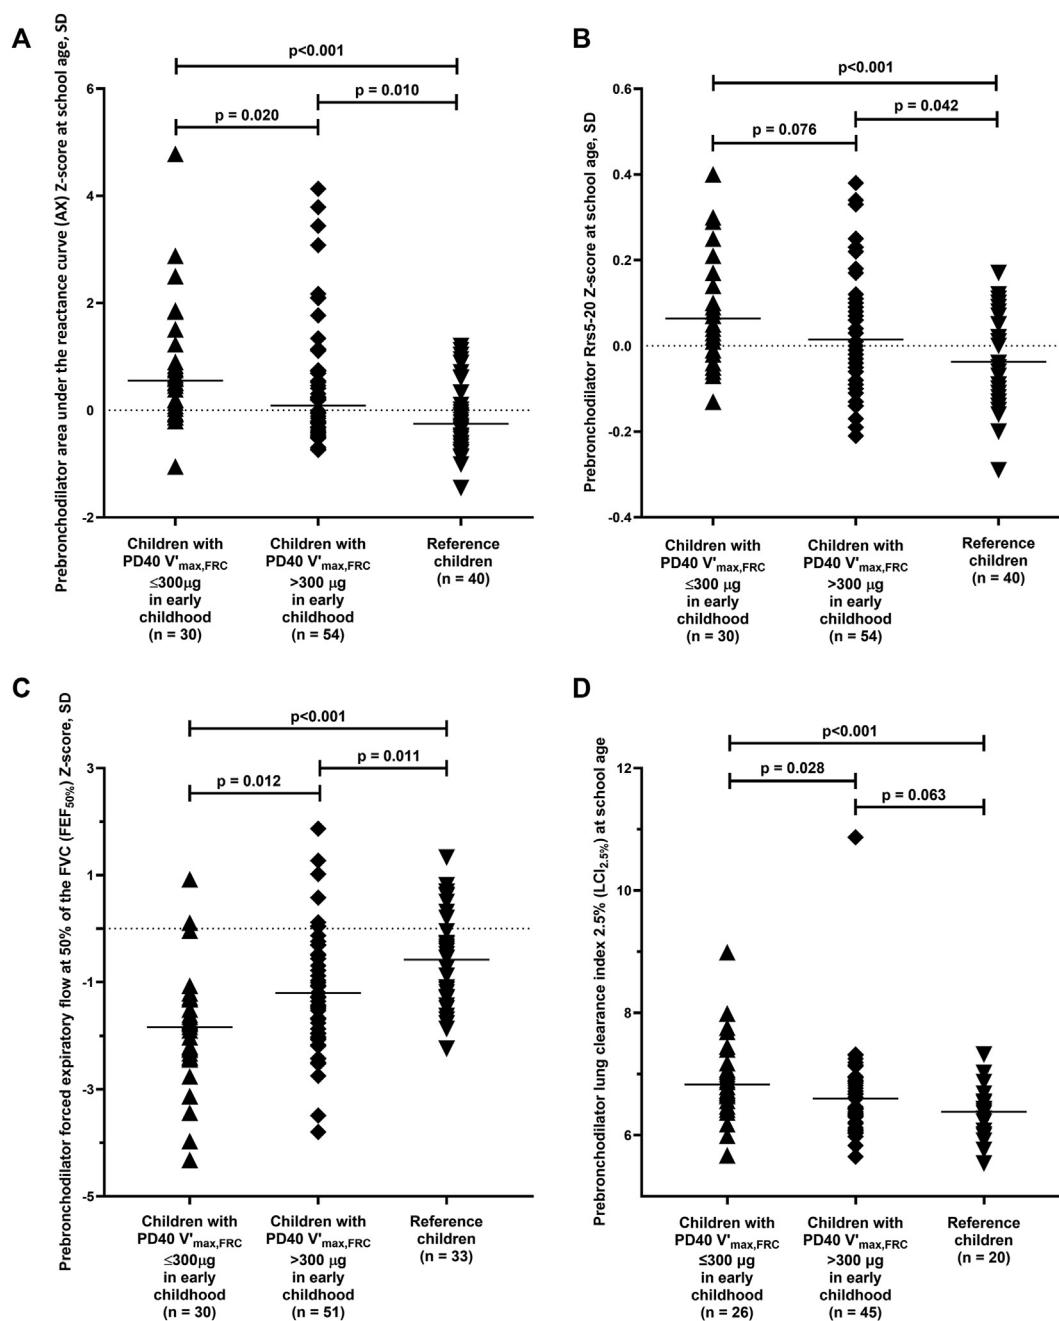 A
Prebronchodilator area under the reactance curve (AX) Z-score at school age, SD
p<0.001
p = 0.010
p = 0.020
6
4
2
0
-2
Children with
PD40 V'max,FRC
≤300µg
in early
childhood
(n = 30)
Children with
PD40 V'max,FRC
>300 µg
in early
childhood
(n = 54)
Reference
children
(n = 40)
B
Prebronchodilator Rrs5-20 Z-score at school age, SD
p<0.001
p = 0.042
p = 0.076
0.6
0.4
0.2
0.0
-0.2
-0.4
Children with
PD40 V'max,FRC
≤300 µg
in early
childhood
(n = 30)
Children with
PD40 V'max,FRC
>300 µg
in early
childhood
(n = 54)
Reference
children
(n = 40)
C
Prebronchodilator forced expiratory flow at 50% of the FVC (FEF50%) Z-score, SD
p<0.001
p = 0.011
p = 0.012
3
1
-1
-3
-5
Children with
PD40 V'max,FRC
≤300µg
in early
childhood
(n = 30)
Children with
PD40 V'max,FRC
>300 µg
in early
childhood
(n = 51)
Reference
children
(n = 33)
D
Prebronchodilator lung clearance index 2.5% (LCI2.5%) at school age
p<0.001
p = 0.028
p = 0.063
12
10
8
6
Children with
PD40 V'max,FRC
≤300 µg
in early
childhood
(n = 26)
Children with
PD40 V'max,FRC
>300 µg
in early
childhood
(n = 45)
Reference
children
(n = 20)